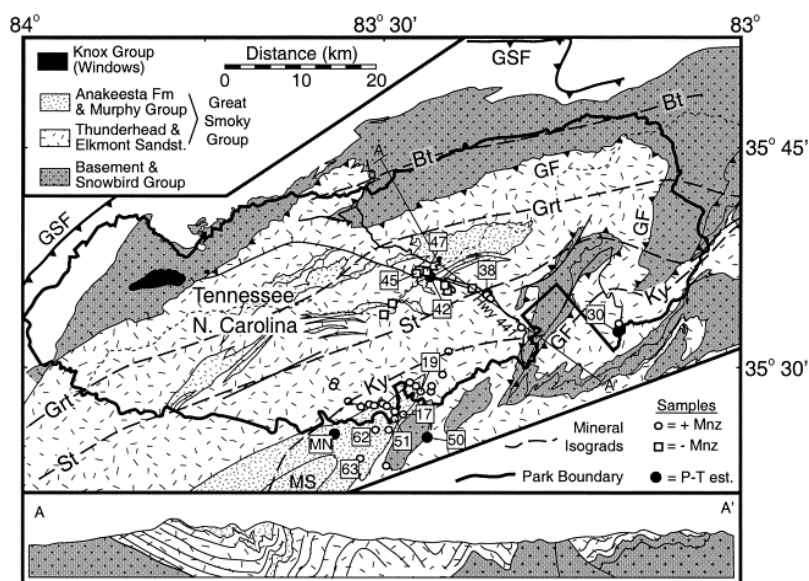 84°
83° 30'
83°
Knox Group
(Windows)
Anakeesta Fm
& Murphy Group
Thunderhead &
Elkmont Sandst.
Great
Smoky
Group
Basement &
Snowbird Group
Distance (km)
0 10 20
GSF
Bt
35° 45'
A
Bt
GF
Grt
GF
GSF
47
38
45
Tennessee
N. Carolina
42
St
Hwy 441
30
Ky
GF
19
Ky
A'
35° 30'
Grt
St
17
MN
62
51
50
63
MS
Samples
= + Mnz
= - Mnz
= P-T est.
Mineral
Isograds
Park Boundary
A
A'